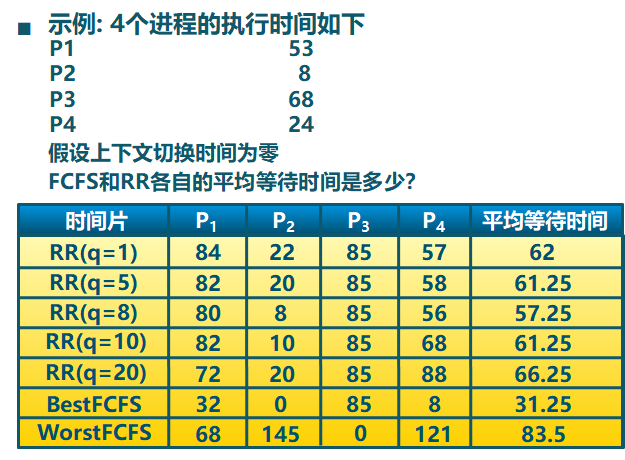 示例: 4个进程的执行时间如下
P1 53
P2 8
P3 68
P4 24
假设上下文切换时间为零
FCFS和RR各自的平均等待时间是多少?
时间片 P1 P2 P3 P4 平均等待时间
RR(q=1) 84 22 85 57 62
RR(q=5) 82 20 85 58 61.25
RR(q=8) 80 8 85 56 57.25
RR(q=10) 82 10 85 68 61.25
RR(q=20) 72 20 85 88 66.25
BestFCFS 32 0 85 8 31.25
WorstFCFS 68 145 0 121 83.5